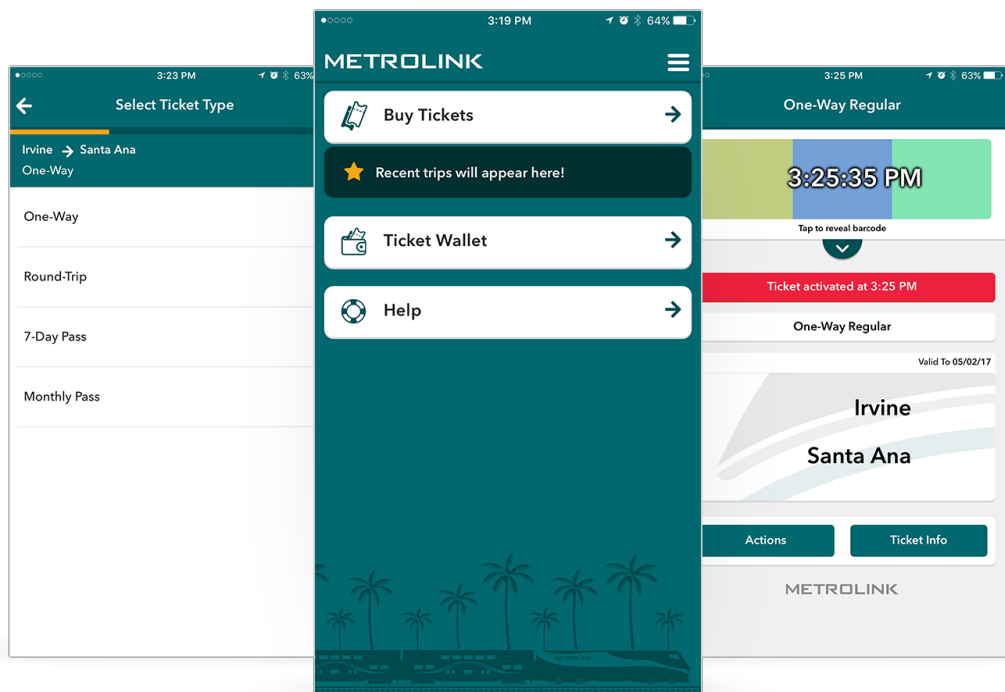 3:23 PM
63%
Select Ticket Type
Irvine → Santa Ana
One-Way
One-Way
Round-Trip
7-Day Pass
Monthly Pass
3:19 PM
64%
METROLINK
Buy Tickets
Recent trips will appear here!
Ticket Wallet
Help
METROLINK
3:25 PM
63%
One-Way Regular
3:25:35 PM
Tap to reveal barcode
Ticket activated at 3:25 PM
One-Way Regular
Valid To 05/02/17
Irvine
Santa Ana
Actions
Ticket Info
METROLINK